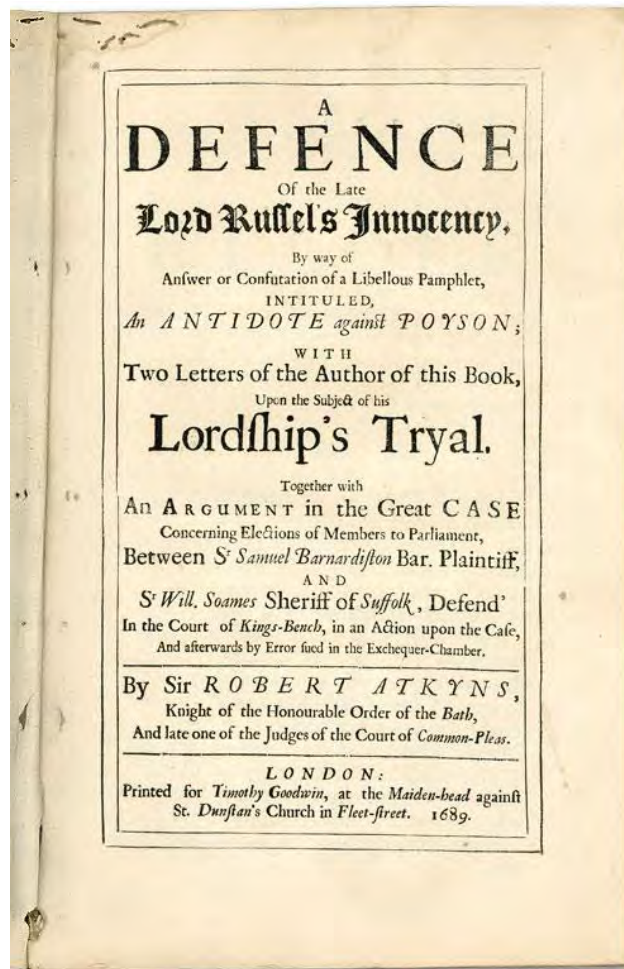 A
DEFENCE
Of the Late
Lord Ruſſel's Innocency,
By way of
Anſwer or Confutation of a Libellous Pamphlet,
INTITULED,
An ANTIDOTE againſt POYSON;
WITH
Two Letters of the Author of this Book,
Upon the Subject of his
Lordſhip's Tryal.
Together with
An ARGUMENT in the Great CASE
Concerning Elections of Members to Parliament,
Between Sr Samuel Barnardiſton Bar. Plaintiff,
AND
Sr Will. Soames Sheriff of Suffolk, Defend'
In the Court of Kings-Bench, in an Action upon the Caſe,
And afterwards by Error ſued in the Exchequer-Chamber.
By Sir ROBERT ATKYNS,
Knight of the Honourable Order of the Bath,
And late one of the Judges of the Court of Common-Pleas.
LONDON:
Printed for Timothy Goodwin, at the Maiden-head againſt
St. Dunſtan's Church in Fleet-ſtreet. 1689.